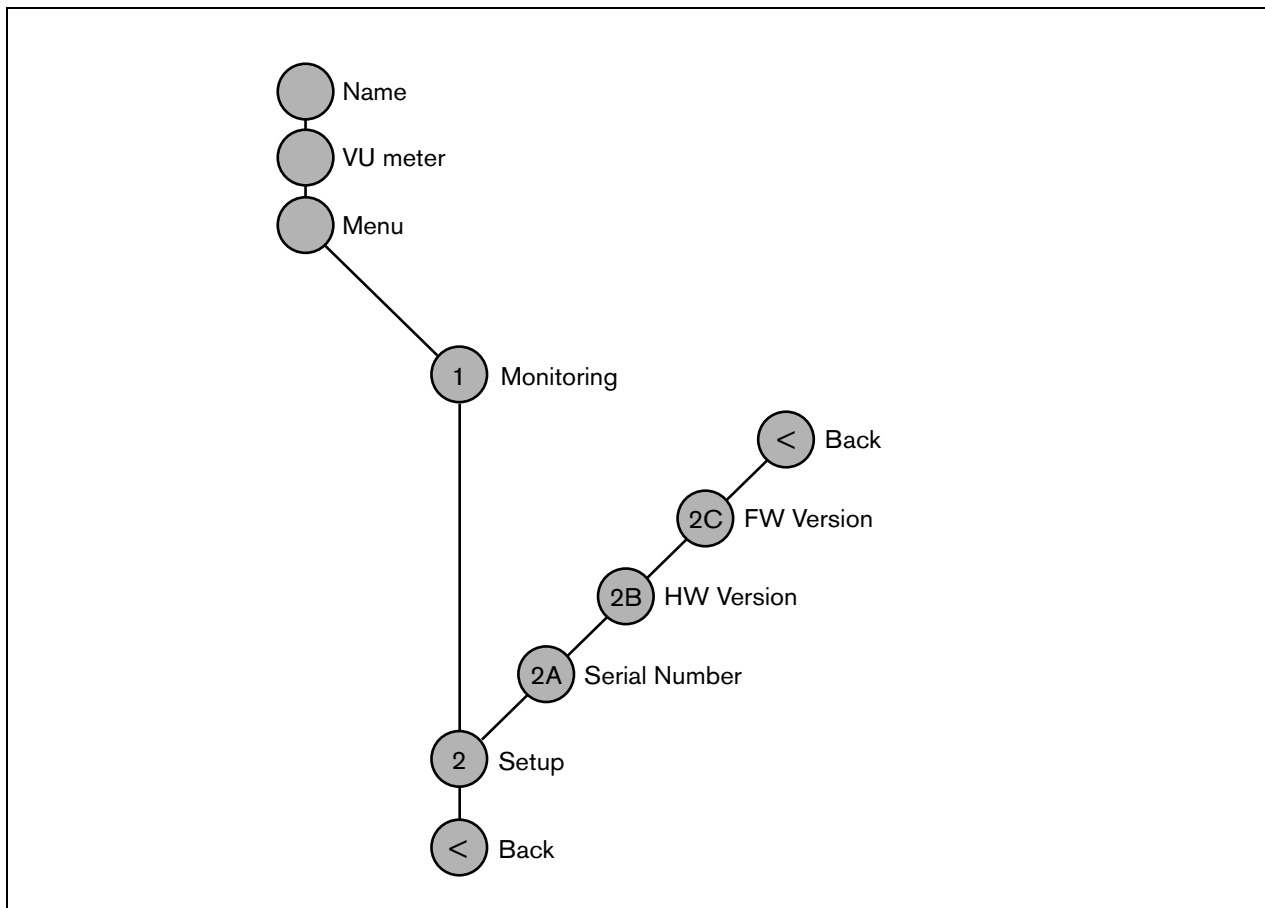 Name
VU meter
Menu
1 Monitoring
< Back
2C FW Version
2B HW Version
2A Serial Number
2 Setup
< Back